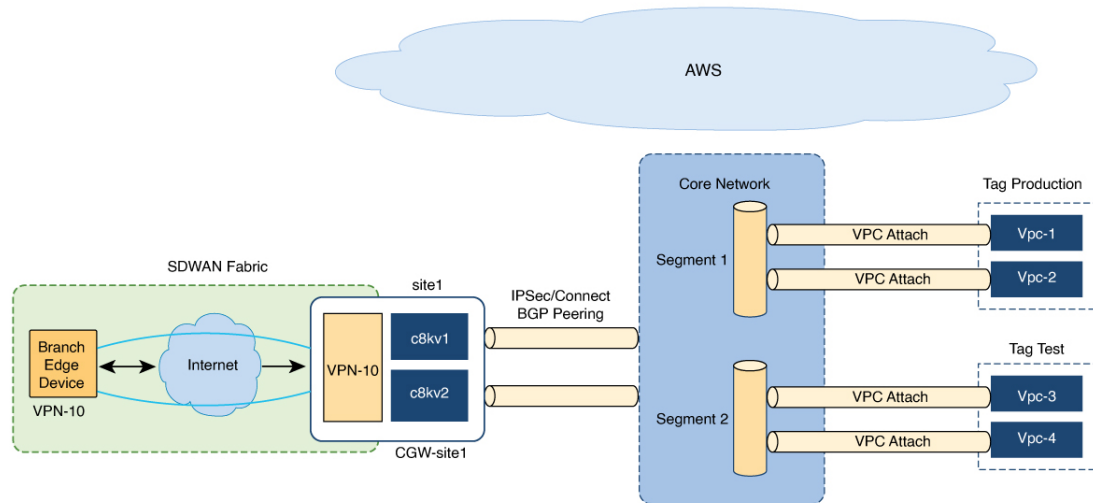 AWS
Core Network
Tag Production
VPC Attach
Vpc-1
Segment 1
SDWAN Fabric
VPC Attach
Vpc-2
site1
IPSec/Connect
BGP Peering
c8kv1
Branch
Edge
Device
Internet
VPN-10
Tag Test
c8kv2
VPC Attach
Vpc-3
VPN-10
Segment 2
VPC Attach
Vpc-4
CGW-site1